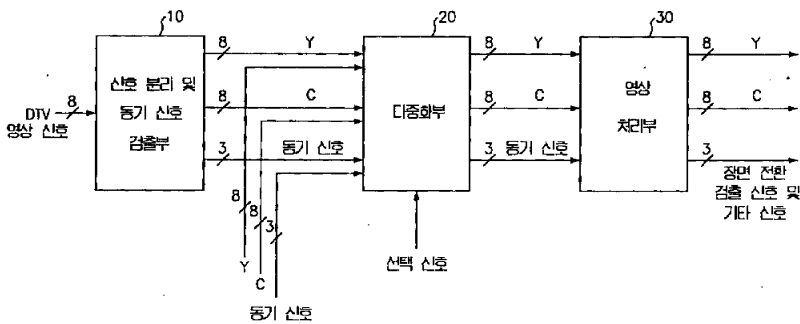 10
20
30
8
Y
8
Y
8
Y
신호 분리 및
동기 신호
검출부
8
DTV
영상 신호
8
C
다중화부
8
C
영상
처리부
8
C
3
동기 신호
3
동기 신호
3
장면 전환
검출 신호 및
기타 신호
8
8
3
Y
C
동기 신호
선택 신호